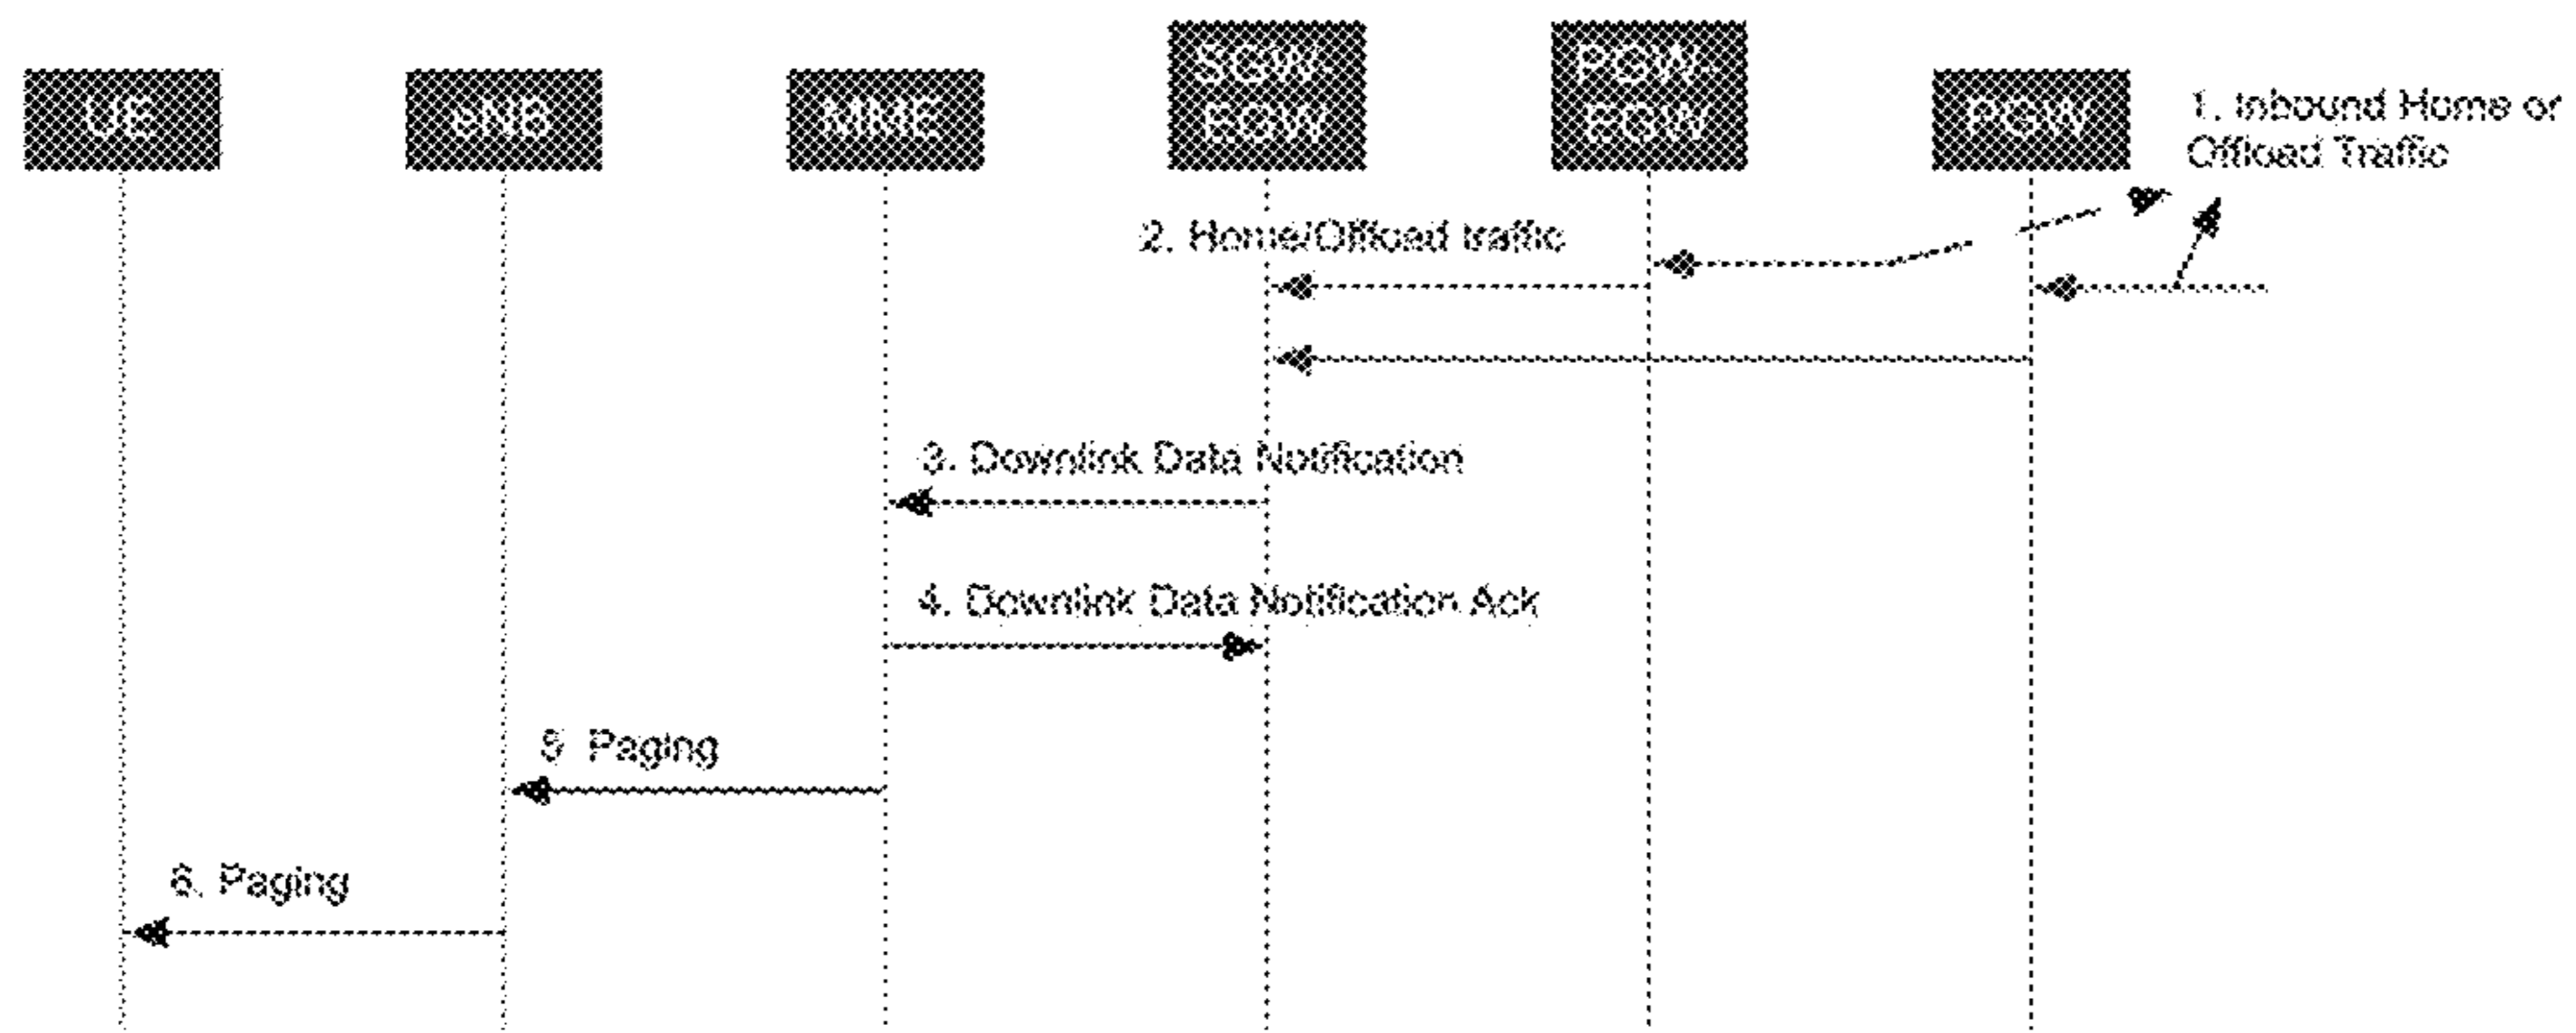 UE
eNB
MME
SGW-
EGW
PGW-
EGW
PGW
1. Inbound Home or
Offload Traffic
2. Home/Offload traffic
3. Downlink Data Notification
4. Downlink Data Notification Ack
5 Paging
6. Paging